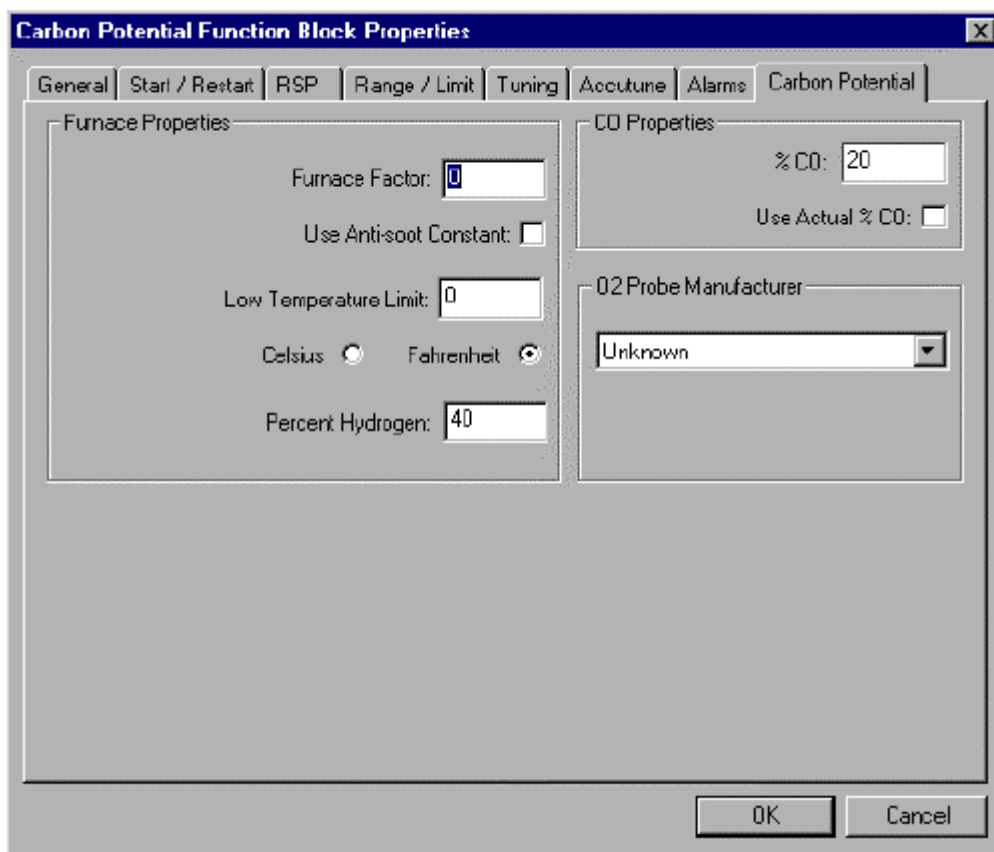 Carbon Potential Function Block Properties
General Start / Restart RSP Range / Limit Tuning Accutune Alarms Carbon Potential
Furnace Properties
Furnace Factor: 0
Use Anti-soot Constant:
Low Temperature Limit: 0
Celsius Fahrenheit
Percent Hydrogen: 40
CO Properties
% CO: 20
Use Actual % CO:
O2 Probe Manufacturer
Unknown
OK Cancel